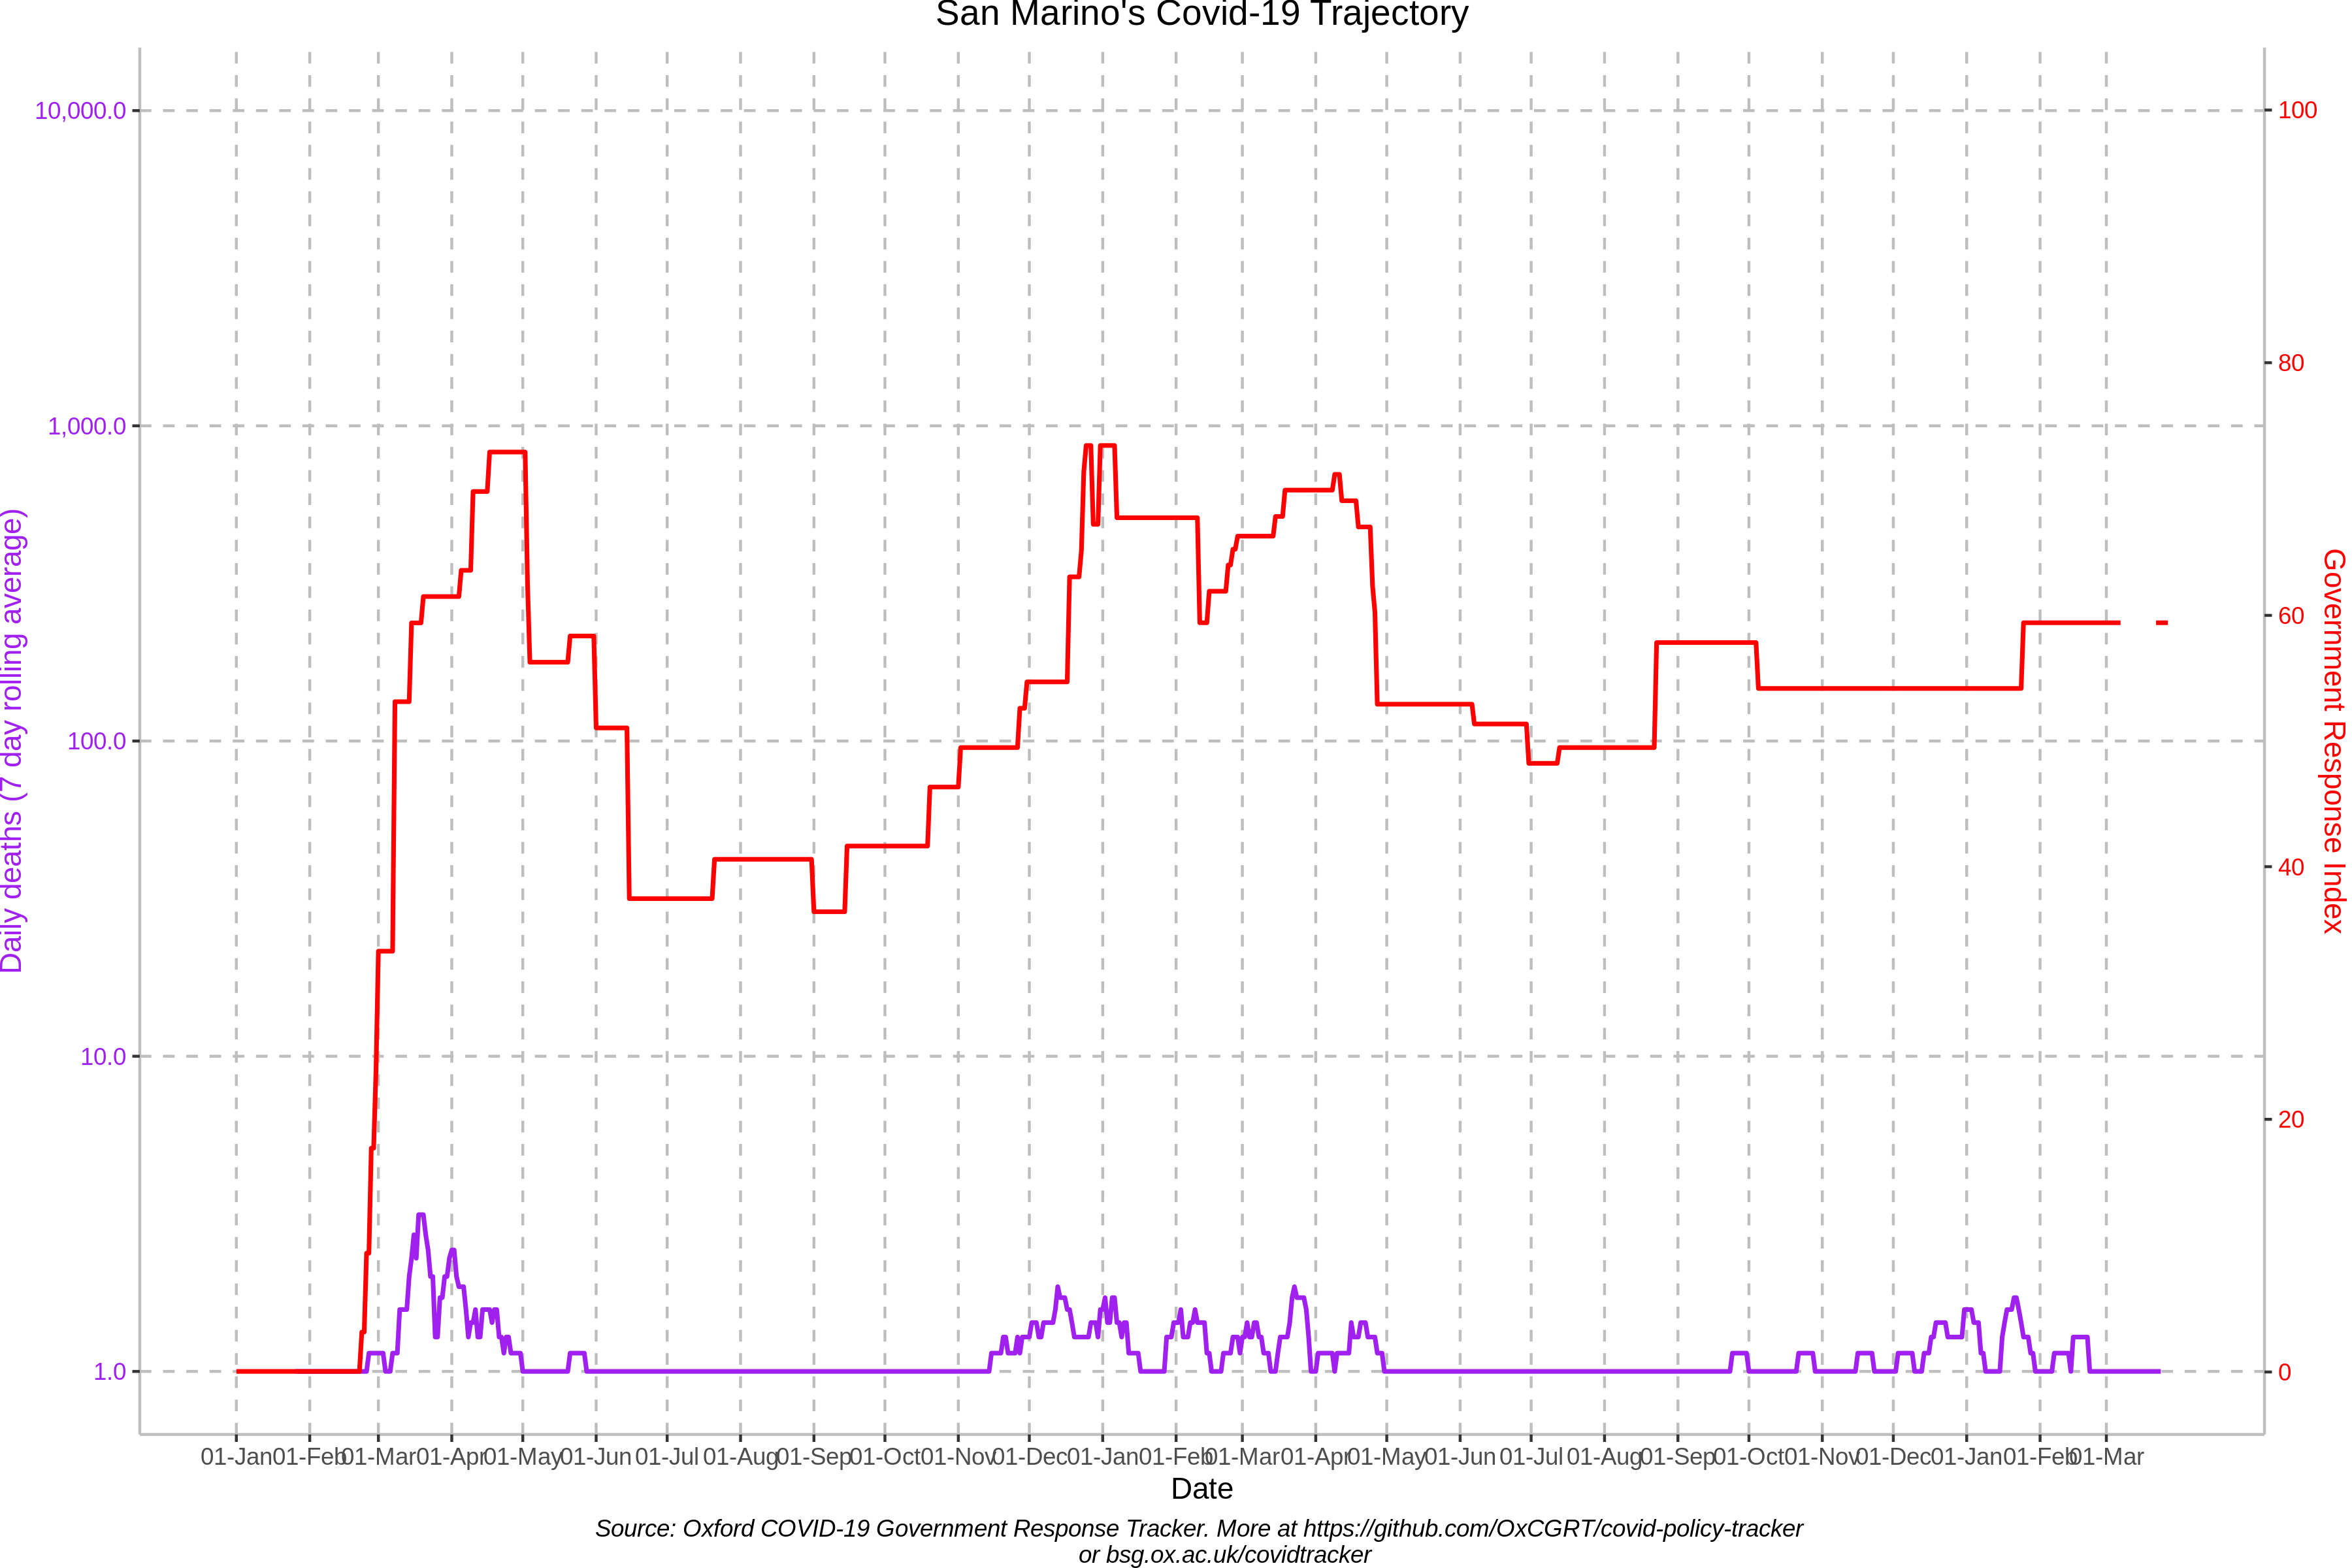 San Marino's Covid-19 Trajectory
Daily deaths (7 day rolling average)
10,000.0
1,000.0
100.0
10.0
1.0
100
80
60
40
20
0
Government Response Index
01-Jan 01-Feb 01-Mar 01-Apr 01-May 01-Jun 01-Jul 01-Aug 01-Sep 01-Oct 01-Nov 01-Dec 01-Jan 01-Feb 01-Mar 01-Apr 01-May 01-Jun 01-Jul 01-Aug 01-Sep 01-Oct 01-Nov 01-Dec 01-Jan 01-Feb 01-Mar
Date
Source: Oxford COVID-19 Government Response Tracker. More at https://github.com/OxCGRT/covid-policy-tracker
or bsg.ox.ac.uk/covidtracker